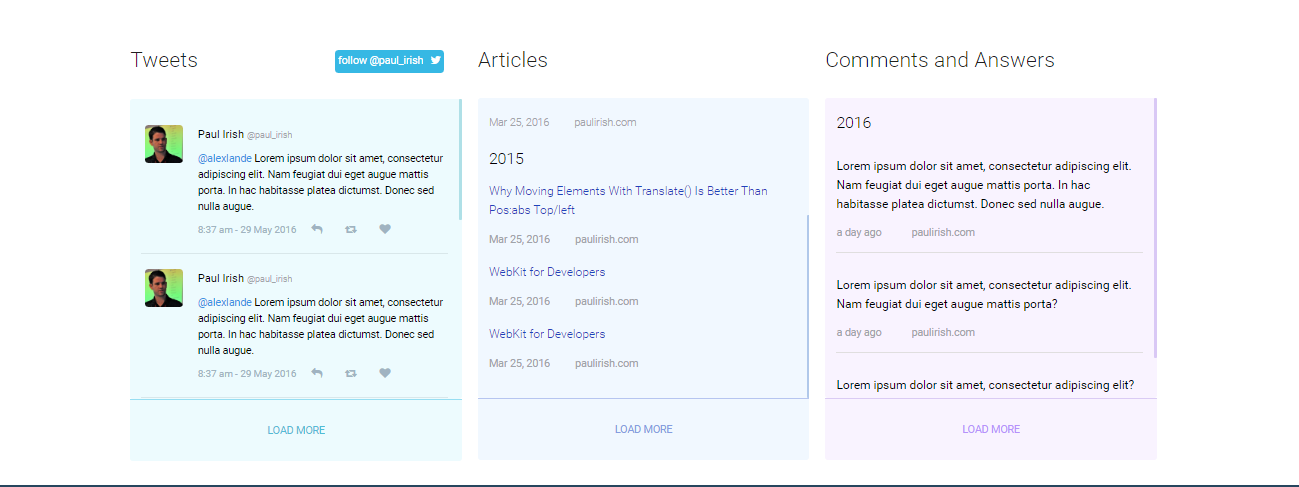 Tweets
follow @paul_irish
Paul Irish @paul_irish
@alexlande Lorem ipsum dolor sit amet, consectetur
adipiscing elit. Nam feugiat dui eget augue mattis
porta. In hac habitasse platea dictumst. Donec sed
nulla augue.
8:37 am - 29 May 2016
Paul Irish @paul_irish
@alexlande Lorem ipsum dolor sit amet, consectetur
adipiscing elit. Nam feugiat dui eget augue mattis
porta. In hac habitasse platea dictumst. Donec sed
nulla augue.
8:37 am - 29 May 2016
LOAD MORE
Articles
Mar 25, 2016 paulirish.com
2015
Why Moving Elements With Translate() Is Better Than
Pos:abs Top/left
Mar 25, 2016 paulirish.com
WebKit for Developers
Mar 25, 2016 paulirish.com
WebKit for Developers
Mar 25, 2016 paulirish.com
LOAD MORE
Comments and Answers
2016
Lorem ipsum dolor sit amet, consectetur adipiscing elit.
Nam feugiat dui eget augue mattis porta. In hac
habitasse platea dictumst. Donec sed nulla augue.
a day ago paulirish.com
Lorem ipsum dolor sit amet, consectetur adipiscing elit.
Nam feugiat dui eget augue mattis porta?
a day ago paulirish.com
Lorem ipsum dolor sit amet, consectetur adipiscing elit?
LOAD MORE